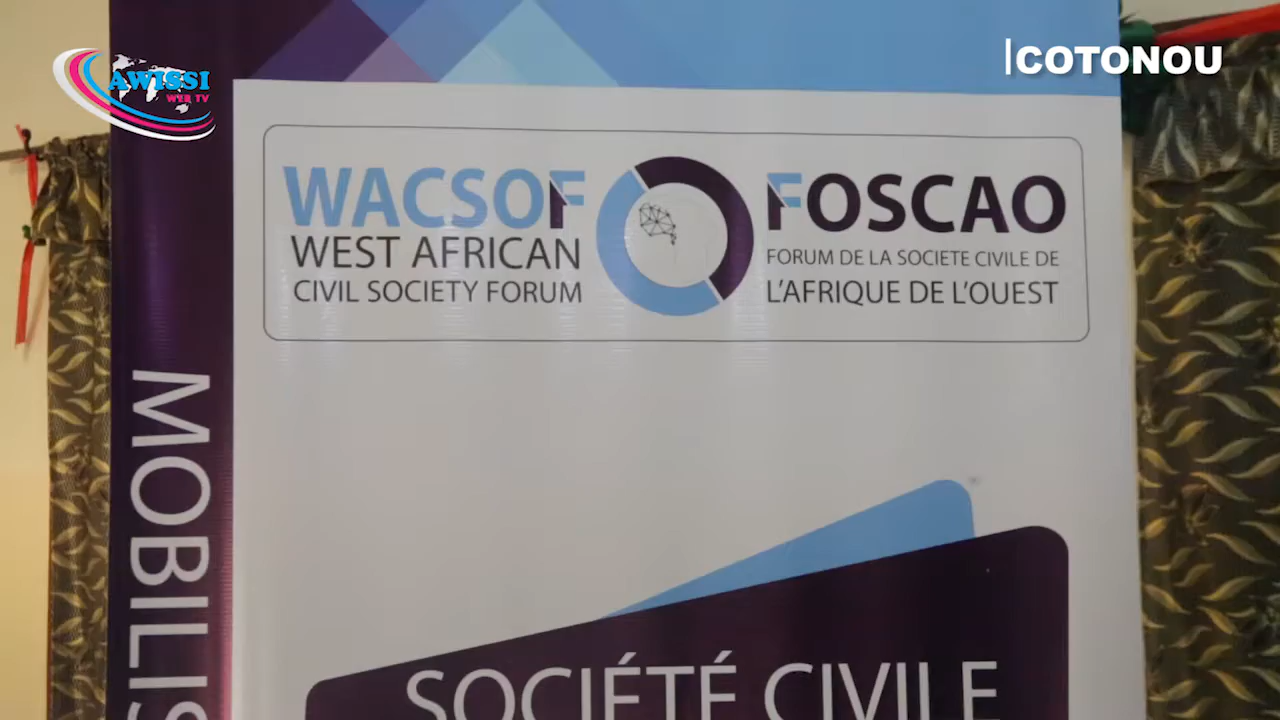 AWISSI
WEB TV
COTONOU
WACSOF
WEST AFRICAN
CIVIL SOCIETY FORUM
FOSCAO
FORUM DE LA SOCIETE CIVILE DE
L'AFRIQUE DE L'OUEST
MOBILIS
SOCIÉTÉ CIVILE